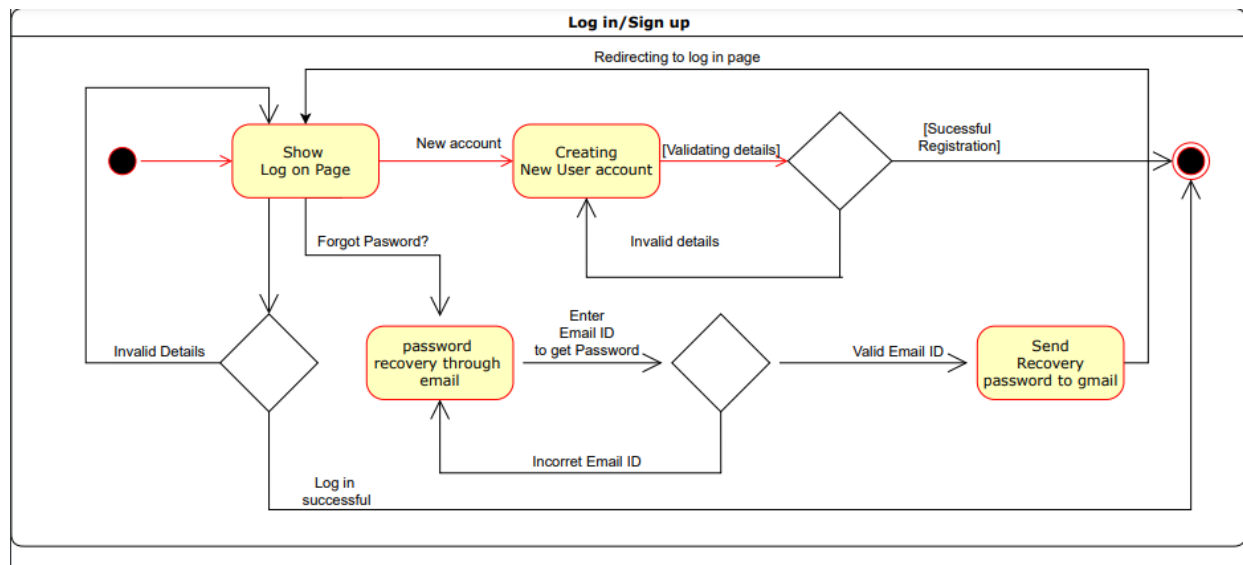 Log in/Sign up
Redirecting to log in page
Show
Log on Page
New account
Creating
New User account
[Validating details]
[Sucessful
Registration]
Invalid details
Forgot Pasword?
Invalid Details
password
recovery through
email
Enter
Email ID
to get Password
Valid Email ID
Send
Recovery
password to gmail
Incorret Email ID
Log in
successful